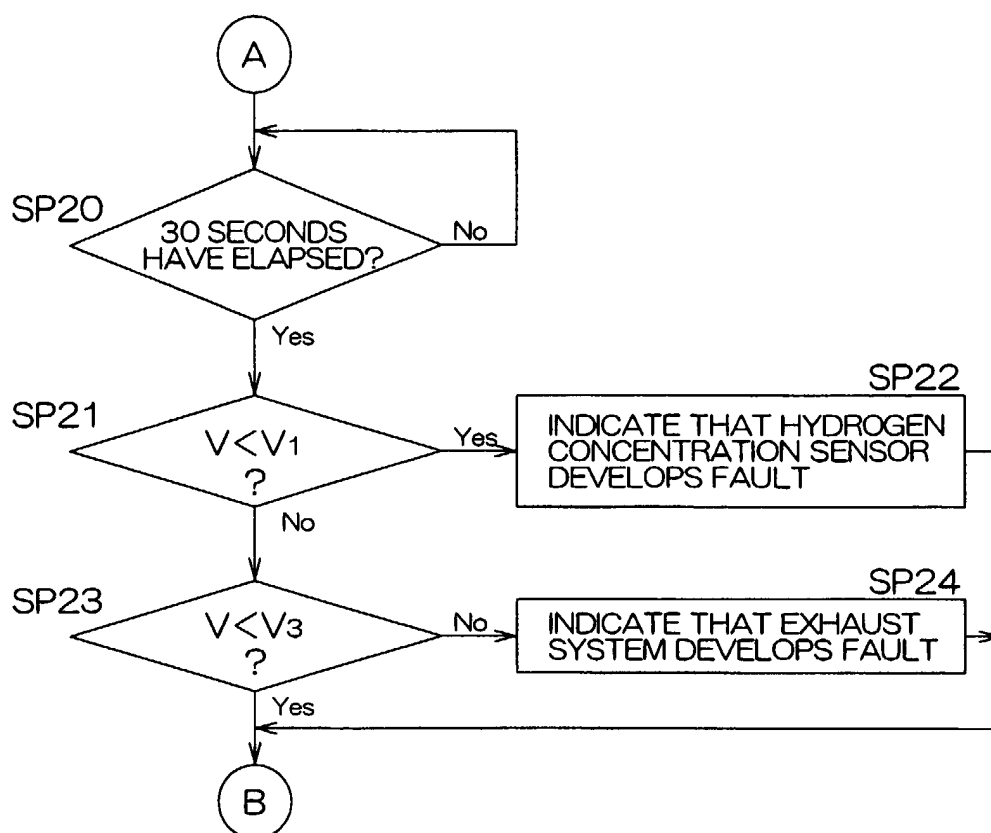 A
SP20
30 SECONDS
HAVE ELAPSED?
No
Yes
SP21
V<V1
?
Yes
SP22
INDICATE THAT HYDROGEN
CONCENTRATION SENSOR
DEVELOPS FAULT
No
SP23
V<V3
?
No
SP24
INDICATE THAT EXHAUST
SYSTEM DEVELOPS FAULT
Yes
B